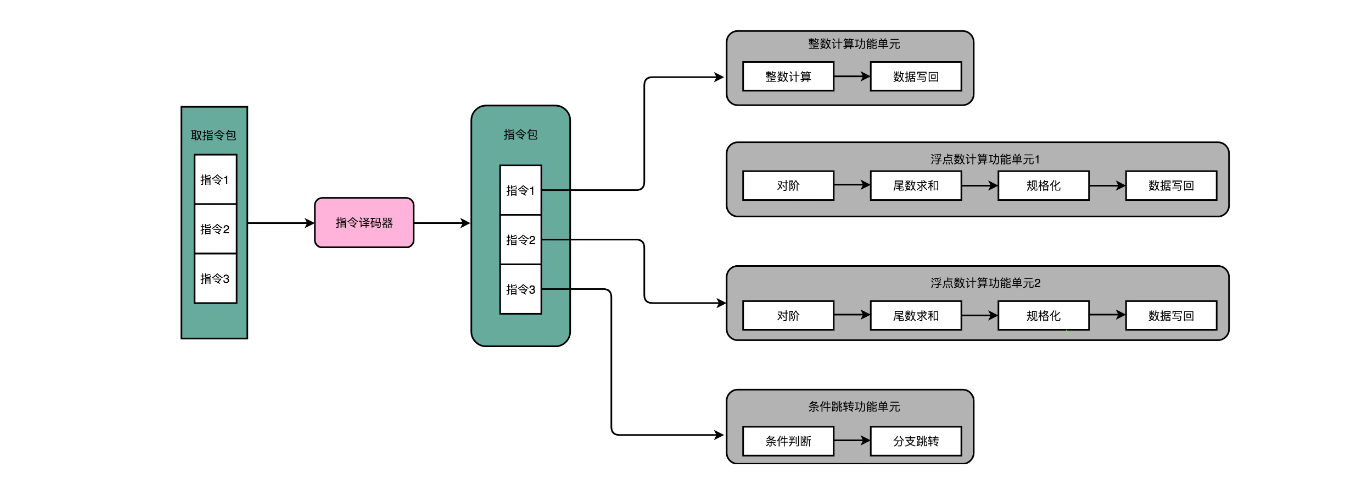 取指令包
指令1
指令2
指令3
指令译码器
指令包
指令1
指令2
指令3
整数计算功能单元
整数计算
数据写回
浮点数计算功能单元1
对阶
尾数求和
规格化
数据写回
浮点数计算功能单元2
对阶
尾数求和
规格化
数据写回
条件跳转功能单元
条件判断
分支跳转